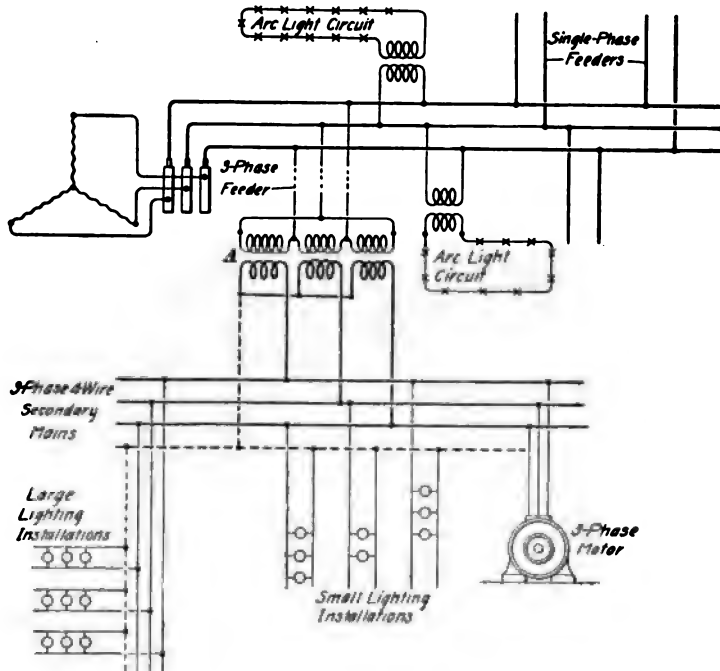 Arc Light Circuit
Single-Phase
Feeders
3-Phase
Feeder
A
Arc Light
Circuit
3-Phase 4-Wire
Secondary
Mains
Large
Lighting
Installations
3-Phase
Motor
Small Lighting
Installations